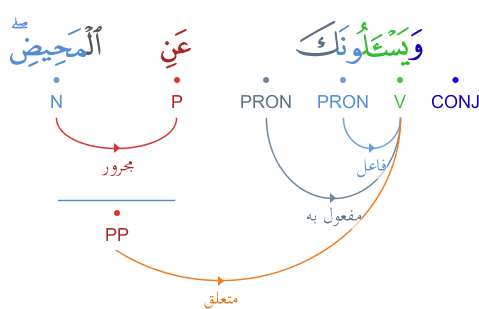 وَيَسْـَٔلُونَكَ عَنِ ٱلْمَحِيضِ ۖ
CONJ V PRON PRON P N
فاعل
مجرور
مفعول به
PP
متعلق